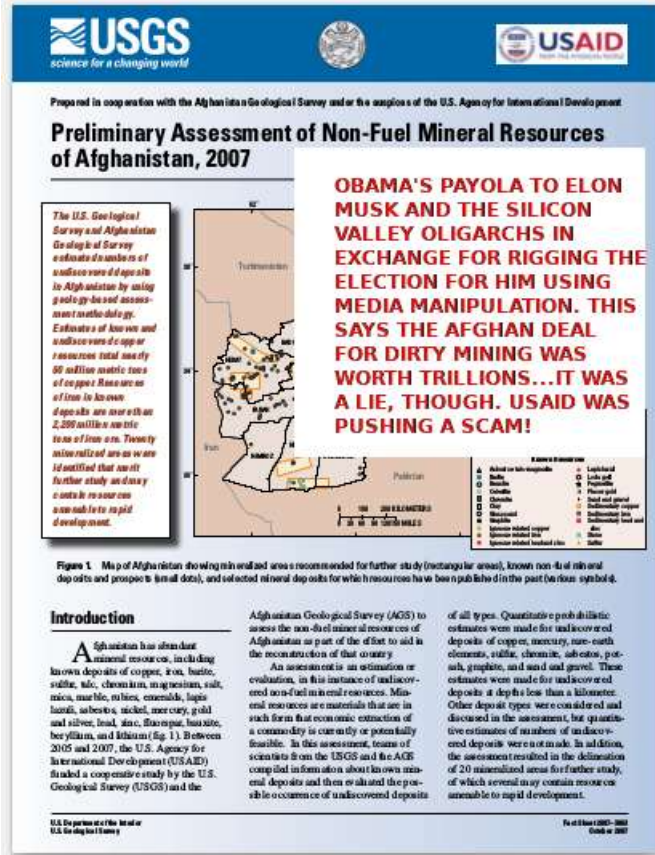 USGS
science for a changing world
USAID
FROM THE AMERICAN PEOPLE
Prepared in cooperation with the Afghanistan Geological Survey under the auspices of the U.S. Agency for International Development
Preliminary Assessment of Non-Fuel Mineral Resources
of Afghanistan, 2007
The U.S. Geological
Survey and Afghanistan
Geological Survey
estimated numbers of
undiscovered deposits
in Afghanistan by using
geology-based assess-
ment methodology.
Estimates of known and
undiscovered copper
resources total nearly
60 million metric tons
of copper. Resources
of iron in known
deposits are more than
2,200 million metric
tons of iron ore. Twenty
mineralized areas were
identified that merit
further study and may
contain resources
amenable to rapid
development.
OBAMA'S PAYOLA TO ELON
MUSK AND THE SILICON
VALLEY OLIGARCHS IN
EXCHANGE FOR RIGGING THE
ELECTION FOR HIM USING
MEDIA MANIPULATION. THIS
SAYS THE AFGHAN DEAL
FOR DIRTY MINING WAS
WORTH TRILLIONS...IT WAS
A LIE, THOUGH. USAID WAS
PUSHING A SCAM!
Turkmenistan
Iran
Pakistan
Figure 1. Map of Afghanistan showing mineralized areas recommended for further study (rectangular areas), known non-fuel mineral
deposits and prospects (small dots), and selected mineral deposits for which resources have been published in the past (various symbols).
Introduction
Afghanistan has abundant
mineral resources, including
known deposits of copper, iron, barite,
sulfur, talc, chromium, magnesium, salt,
mica, marble, rubies, emeralds, lapis
lazuli, asbestos, nickel, mercury, gold
and silver, lead, zinc, fluorspar, bauxite,
beryllium, and lithium (fig. 1). Between
2005 and 2007, the U.S. Agency for
International Development (USAID)
funded a cooperative study by the U.S.
Geological Survey (USGS) and the
Afghanistan Geological Survey (AGS) to
assess the non-fuel mineral resources of
Afghanistan as part of the effort to aid in
the reconstruction of that country.
An assessment is an estimation or
evaluation, in this instance of undiscov-
ered non-fuel mineral resources. Min-
eral resources are materials that are in
such form that economic extraction of
a commodity is currently or potentially
feasible. In this assessment, teams of
scientists from the USGS and the AGS
compiled information about known min-
eral deposits and then evaluated the pos-
sible occurrence of undiscovered deposits
of all types. Quantitative probabilistic
estimates were made for undiscovered
deposits of copper, mercury, rare-earth
elements, sulfur, chromite, asbestos, pot-
ash, graphite, and sand and gravel. These
estimates were made for undiscovered
deposits at depths less than a kilometer.
Other deposit types were considered and
discussed in the assessment, but quantita-
tive estimates of numbers of undiscov-
ered deposits were not made. In addition,
the assessment resulted in the delineation
of 20 mineralized areas for further study,
of which several may contain resources
amenable to rapid development.
U.S. Department of the Interior
U.S. Geological Survey
October 2007